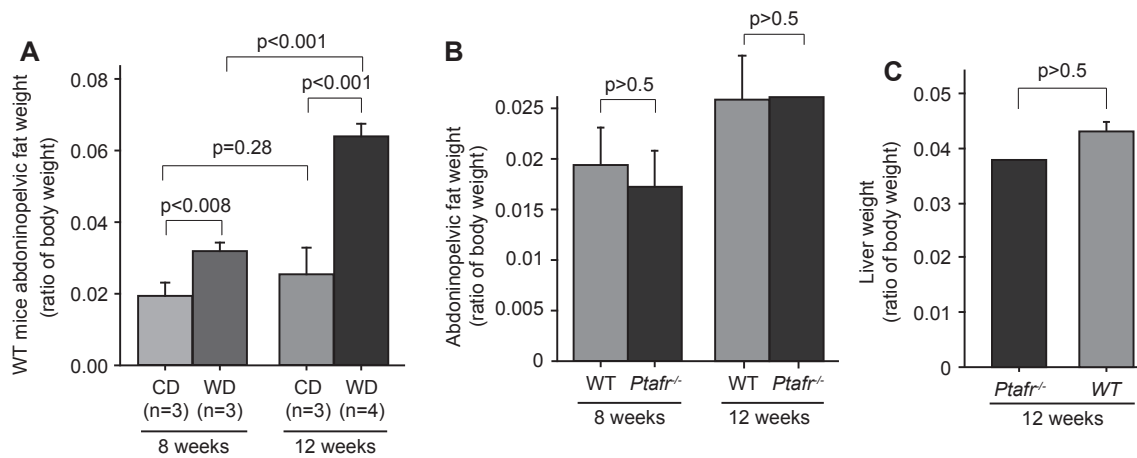 A
WT mice abdoninopelvic fat weight
(ratio of body weight)
0.08
0.06
0.04
0.02
0.00
p<0.001
p<0.001
p=0.28
p<0.008
CD
(n=3)
WD
(n=3)
CD
(n=3)
WD
(n=4)
8 weeks
12 weeks
B
Abdoninopelvic fat weight
(ratio of body weight)
0.025
0.02
0.015
0.01
0.005
0
p>0.5
p>0.5
WT
Ptafr-/-
WT
Ptafr-/-
8 weeks
12 weeks
C
Liver weight
(ratio of body weight)
0.05
0.04
0.03
0.02
0.01
0
p>0.5
Ptafr-/-
WT
12 weeks